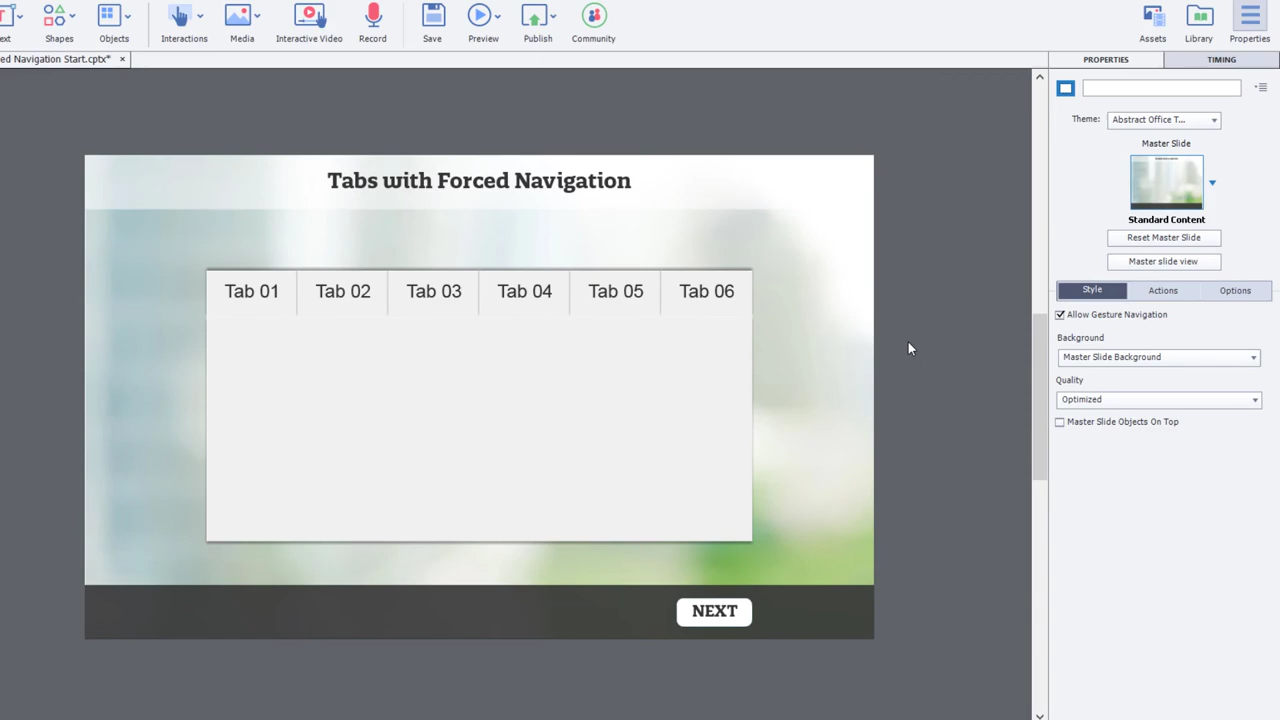 ext Shapes Objects Interactions Media Interactive Video Record Save Preview Publish Community Assets Library Properties
ed Navigation Start.cptx* ×
PROPERTIES TIMING
Theme: Abstract Office T...
Master Slide
Standard Content
Reset Master Slide
Master slide view
Style Actions Options
Allow Gesture Navigation
Background
Master Slide Background
Quality
Optimized
Master Slide Objects On Top
Tabs with Forced Navigation
Tab 01 Tab 02 Tab 03 Tab 04 Tab 05 Tab 06
NEXT